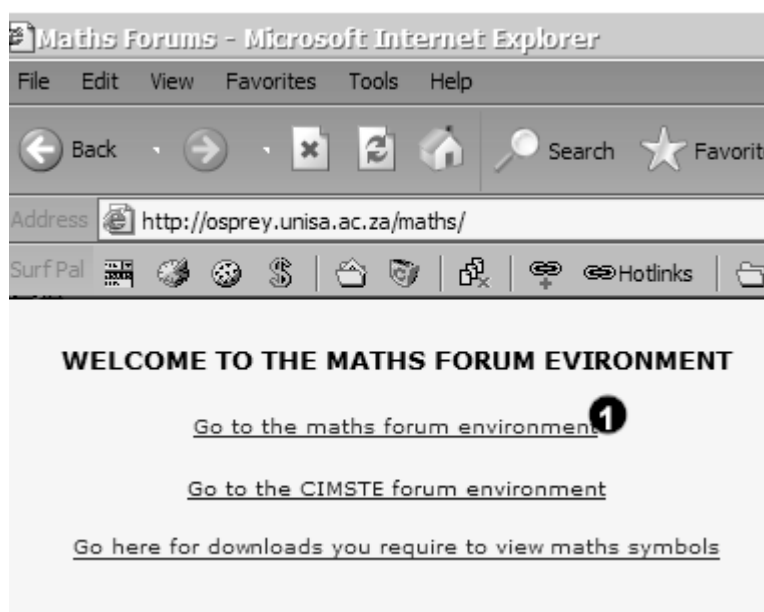 Maths Forums - Microsoft Internet Explorer
File Edit View Favorites Tools Help
Back Search Favorit
Address http://osprey.unisa.ac.za/maths/
Surf Pal Hotlinks
WELCOME TO THE MATHS FORUM EVIRONMENT
Go to the maths forum environment 1
Go to the CIMSTE forum environment
Go here for downloads you require to view maths symbols